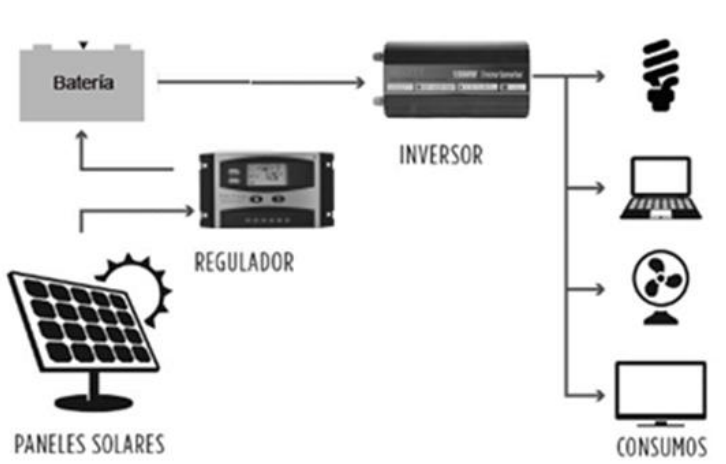 Batería
INVERSOR
REGULADOR
PANELES SOLARES
CONSUMOS